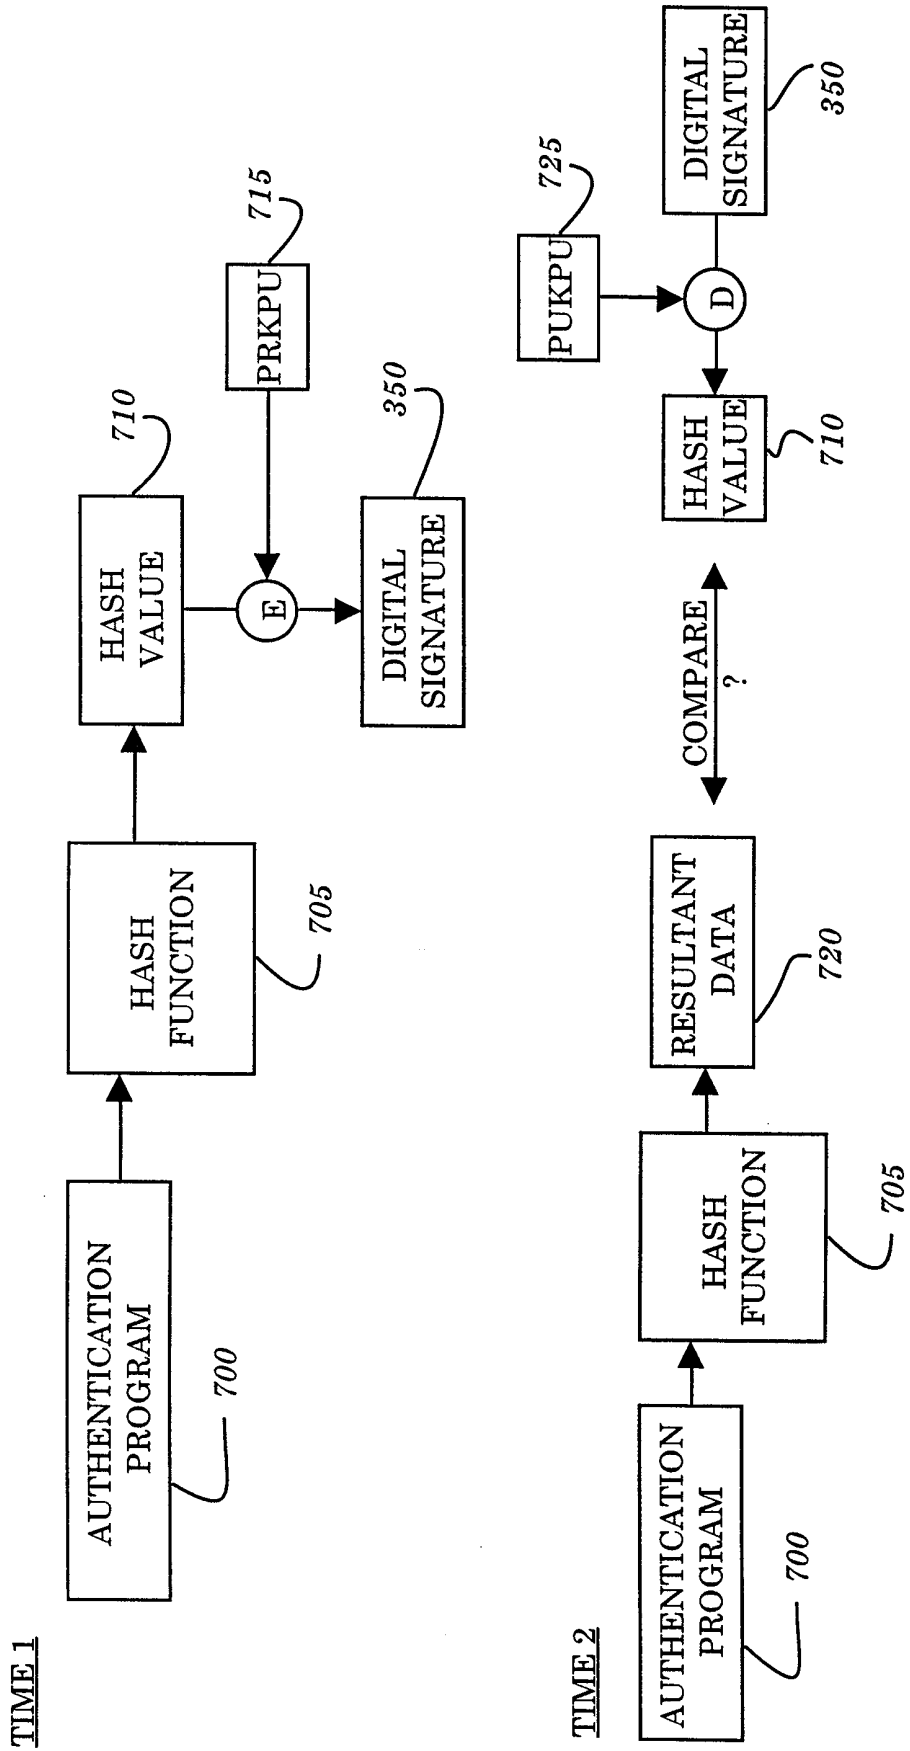 TIME 1
AUTHENTICATION
PROGRAM
700
HASH
FUNCTION
705
HASH
VALUE
710
E
PRKPU
715
DIGITAL
SIGNATURE
350
TIME 2
AUTHENTICATION
PROGRAM
700
HASH
FUNCTION
705
RESULTANT
DATA
720
COMPARE
?
HASH
VALUE
710
D
PUKPU
725
DIGITAL
SIGNATURE
350